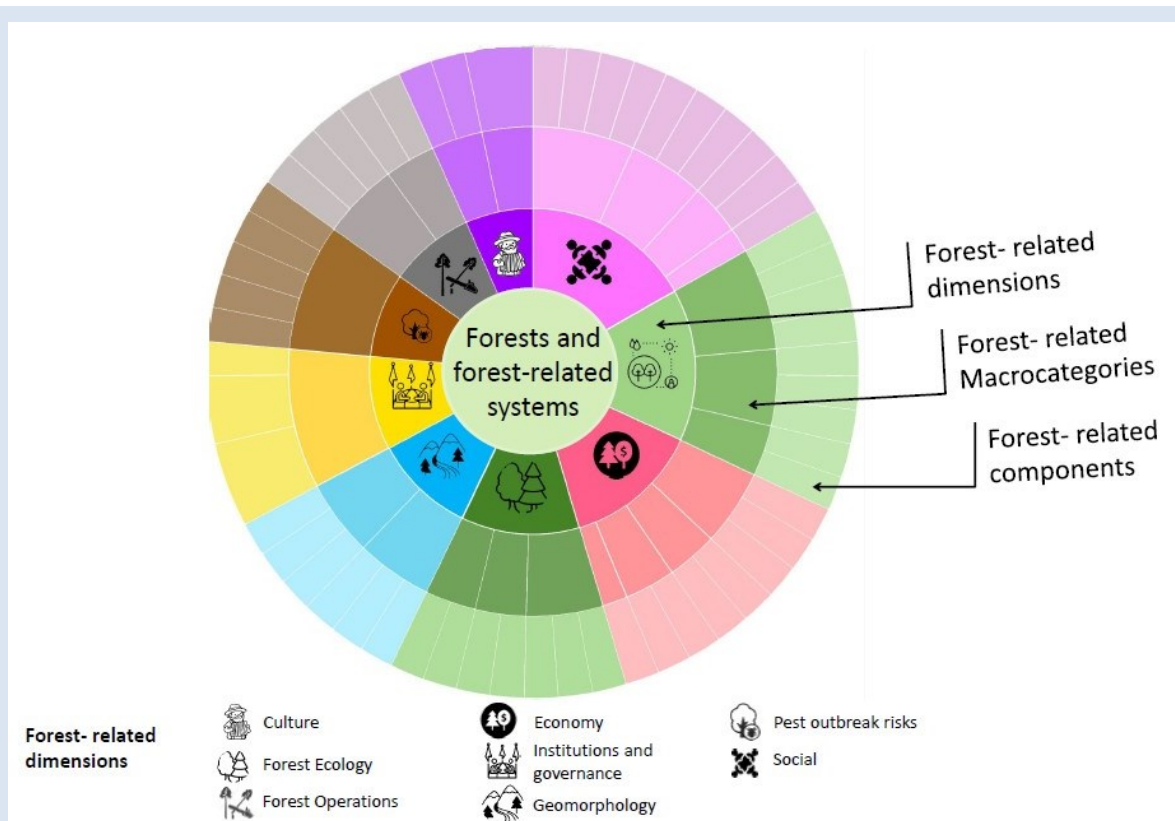 Forests and
forest-related
systems
Forest- related
dimensions
Forest- related
Macrocategories
Forest- related
components
Forest- related
dimensions
Culture
Forest Ecology
Forest Operations
Economy
Institutions and
governance
Geomorphology
Pest outbreak risks
Social